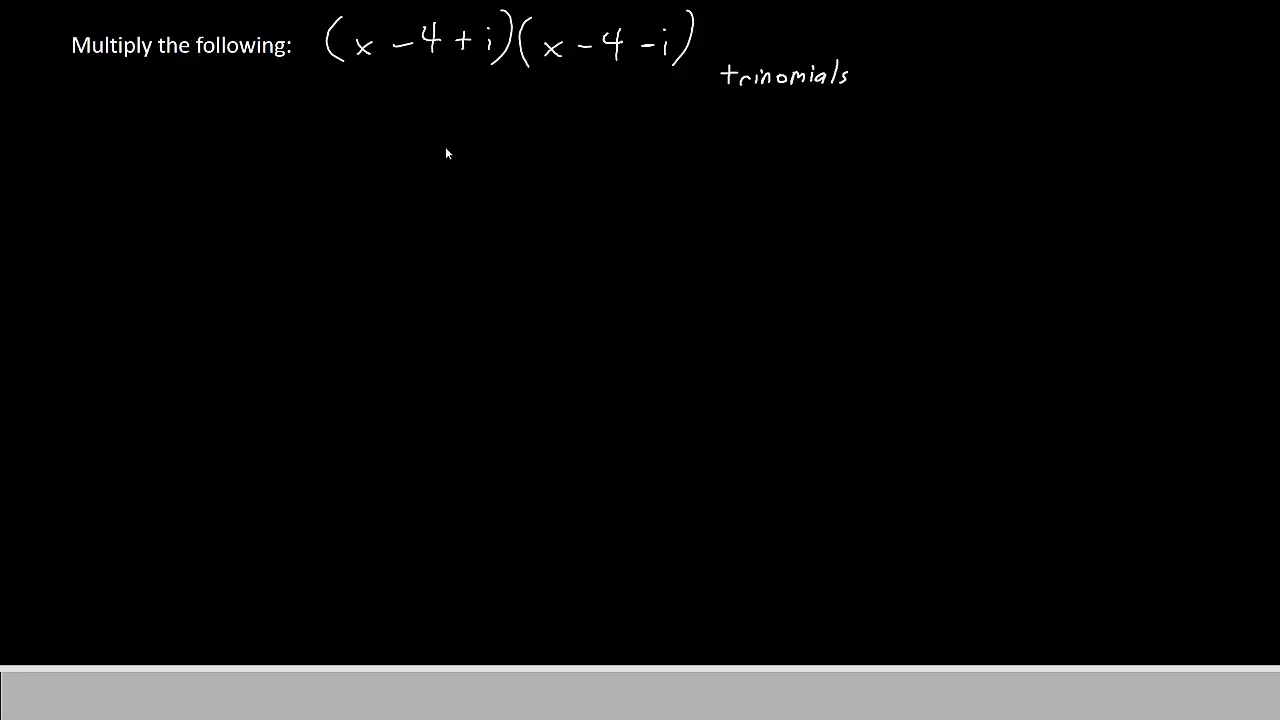 Multiply the following: (x - 4 + i)(x - 4 - i)
trinomials